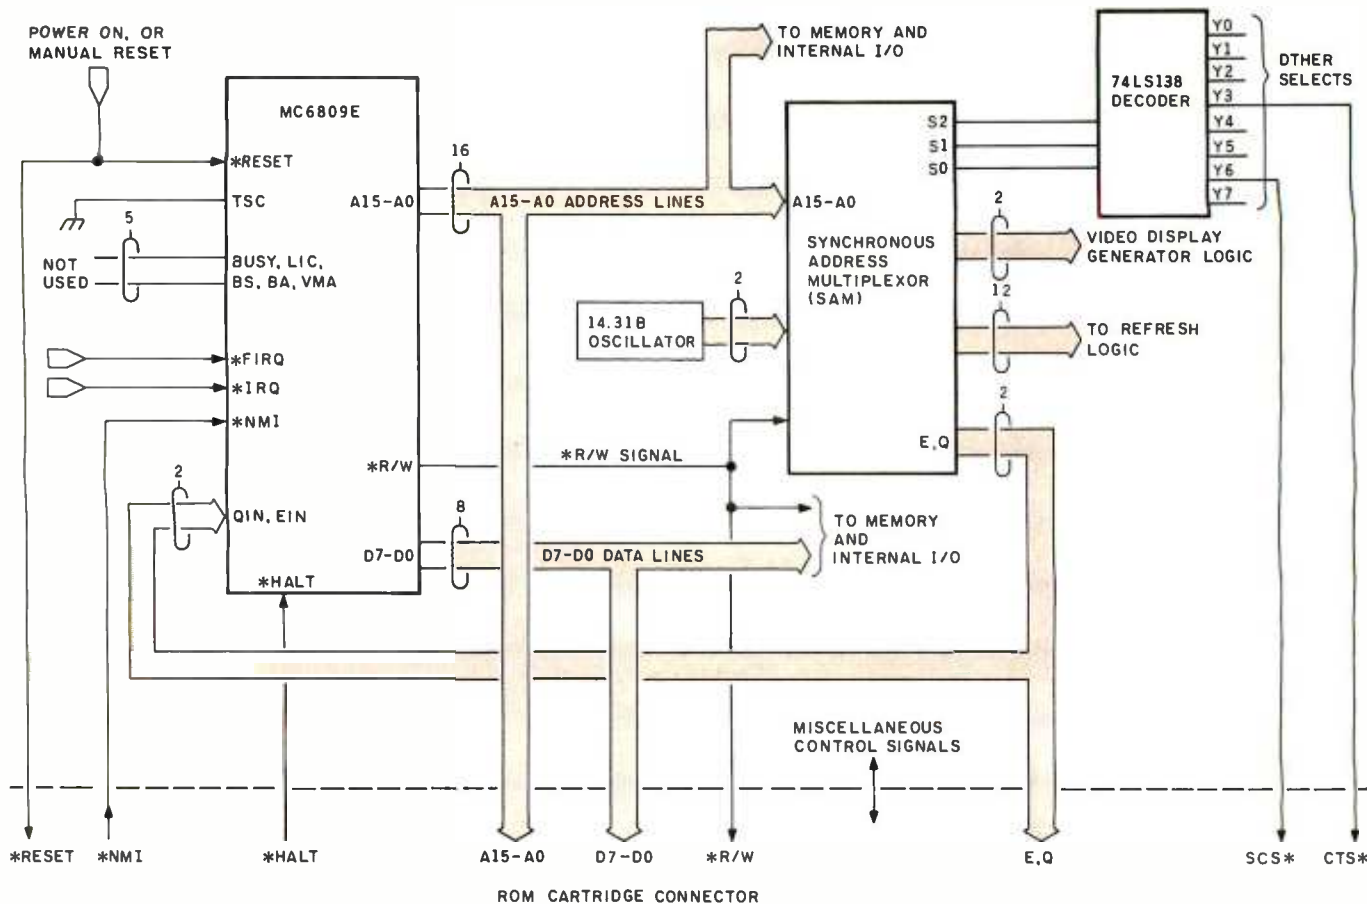 POWER ON, OR
MANUAL RESET
MC6809E
*RESET
TSC
A15-A0
16
A15-A0 ADDRESS LINES
TO MEMORY AND
INTERNAL I/O
5
NOT
USED
BUSY, LIC,
BS, BA, VMA
*FIRQ
*IRQ
*NMI
*R/W
*R/W SIGNAL
2
QIN, EIN
D7-D0
8
D7-D0 DATA LINES
*HALT
TO MEMORY
AND
INTERNAL I/O
14.31B
OSCILLATOR
2
S2
S1
S0
A15-A0
SYNCHRONOUS
ADDRESS
MULTIPLEXOR
(SAM)
E,Q
74LS138
DECODER
Y0
Y1
Y2
Y3
Y4
Y5
Y6
Y7
DTHER
SELECTS
2
VIDEO DISPLAY
GENERATOR LOGIC
12
TO REFRESH
LOGIC
2
MISCELLANEOUS
CONTROL SIGNALS
*RESET
*NMI
*HALT
A15-A0
D7-D0
*R/W
E,Q
SCS*
CTS*
ROM CARTRIDGE CONNECTOR